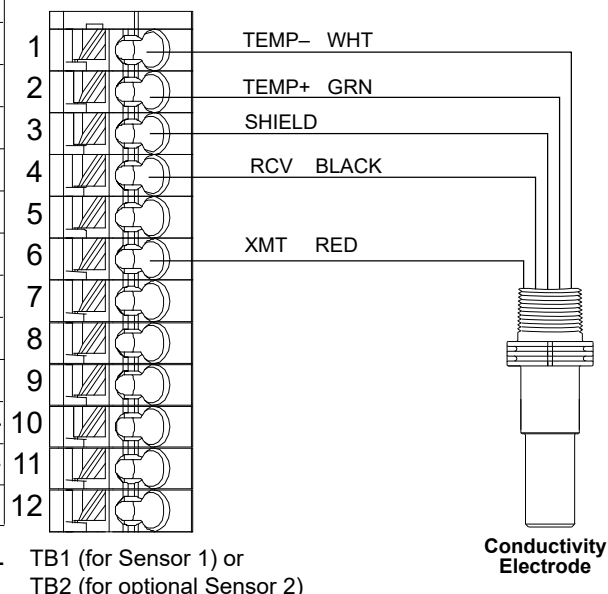 1 TEMP– WHT
2 TEMP+ GRN
3 SHIELD
4 RCV BLACK
5
6 XMT RED
7
8
9
10
11
12
Conductivity
Electrode
TB1 (for Sensor 1) or
TB2 (for optional Sensor 2)